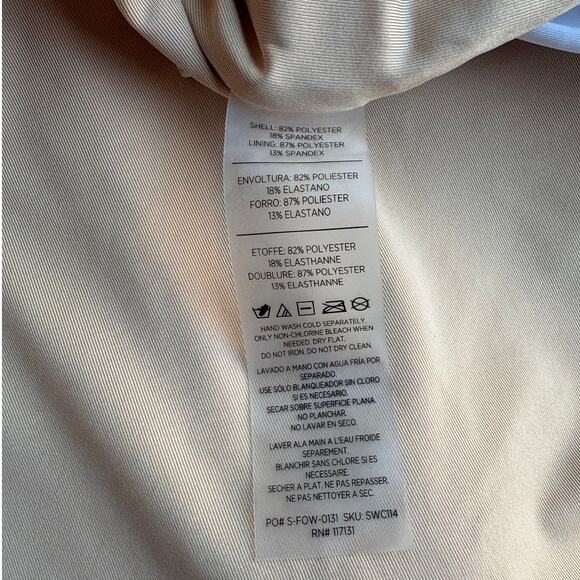 SHELL: 82% POLYESTER
18% SPANDEX
LINING: 87% POLYESTER
13% SPANDEX
ENVOLTURA: 82% POLIESTER
18% ELASTANO
FORRO: 87% POLIESTER
13% ELASTANO
ETOFFE: 82% POLYESTER
18% ELASTHANNE
DOUBLURE: 87% POLYESTER
13% ELASTHANNE
HAND WASH COLD SEPARATELY.
ONLY NON-CHLORINE BLEACH WHEN
NEEDED. DRY FLAT.
DO NOT IRON. DO NOT DRY CLEAN.
LAVADO A MANO CON AGUA FRÍA POR
SEPARADO.
USE SÓLO BLANQUEADOR SIN CLORO
SI ES NECESARIO.
SECAR SOBRE SUPERFICIE PLANA.
NO PLANCHAR.
NO LAVAR EN SECO.
LAVER ALA MAIN A L'EAU FROIDE
SEPAREMENT.
BLANCHIR SANS CHLORE SI ES
NECESSAIRE.
SECHER A PLAT. NE PAS REPASSER.
NE PAS NETTOYER A SEC.
PO# S-FOW-0131 SKU: SWC114
RN# 117131